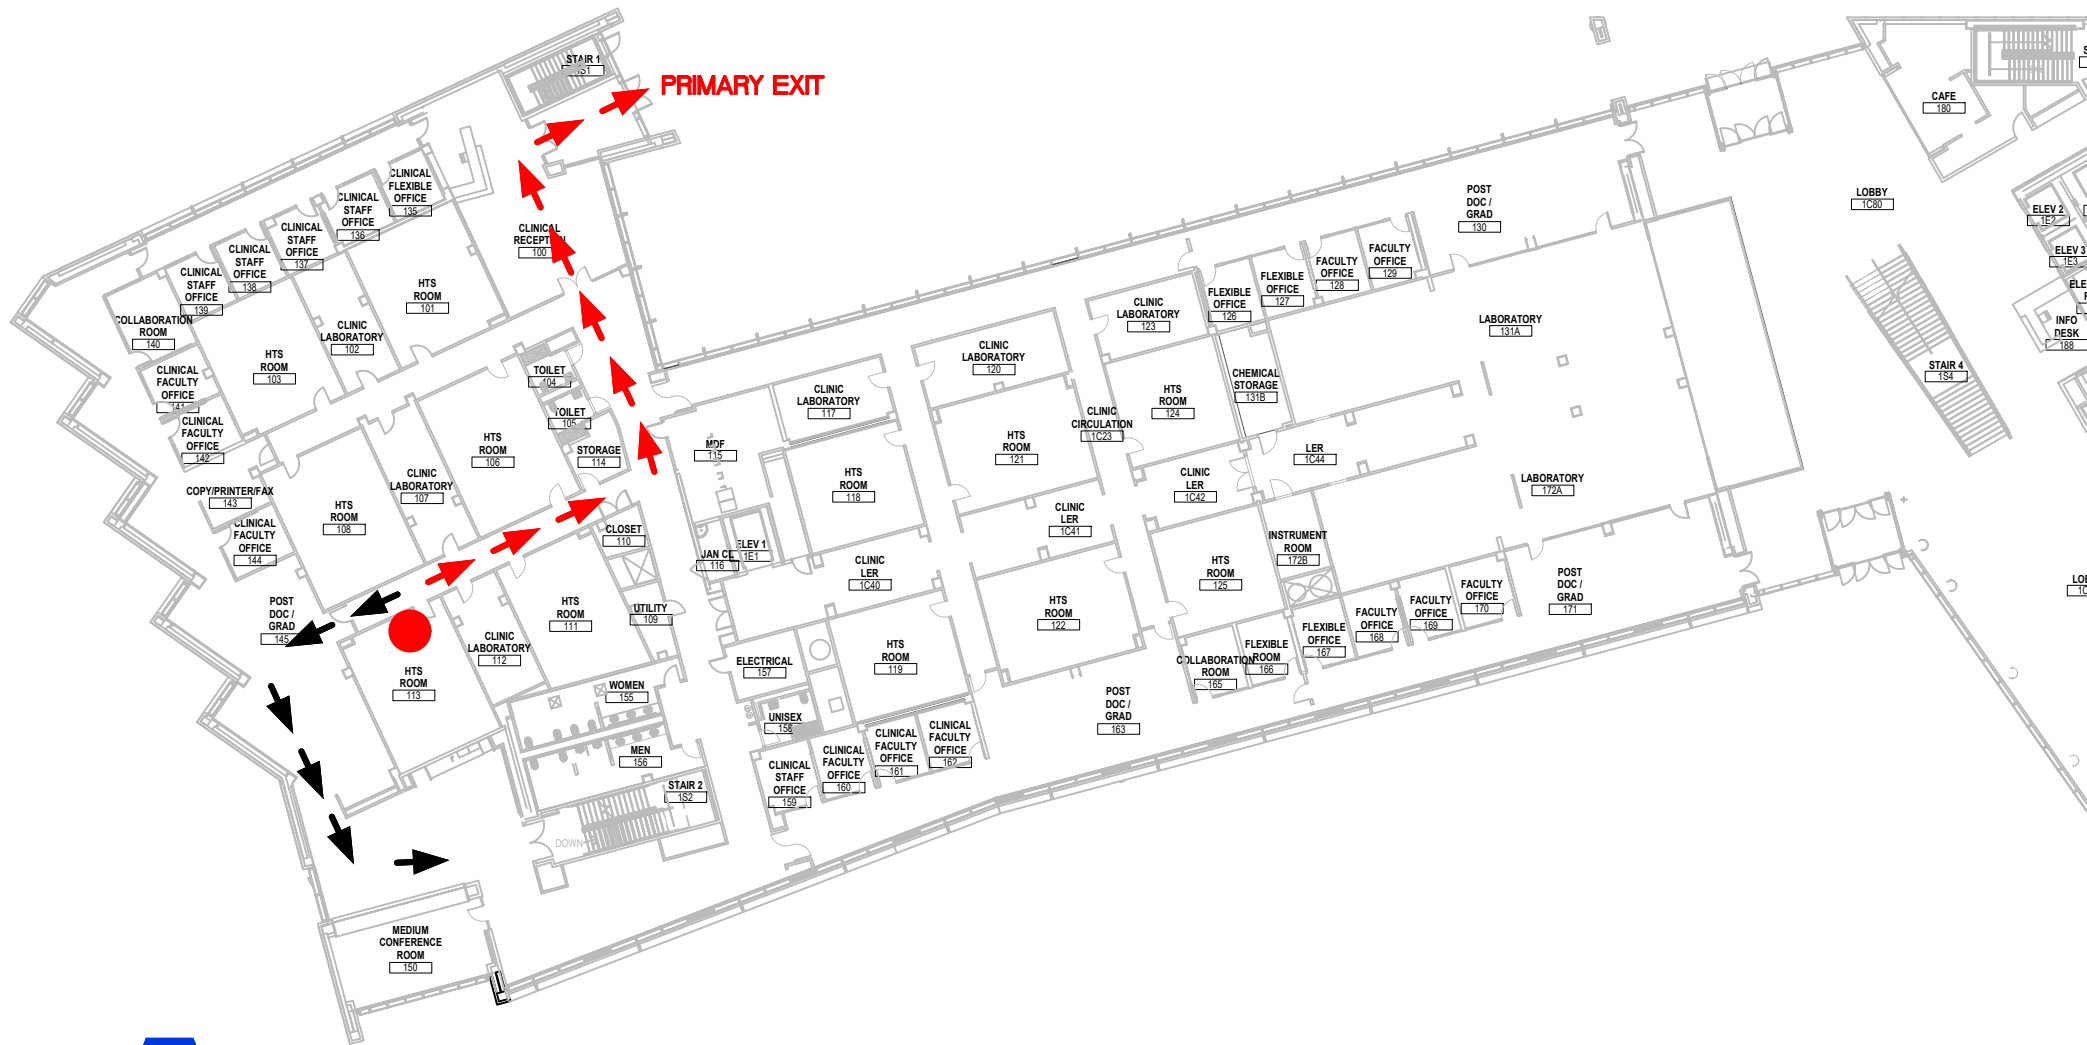 STAIR 1
1S1
PRIMARY EXIT
CAFE
180
CLINICAL
FLEXIBLE
OFFICE
135
CLINICAL
STAFF
OFFICE
136
CLINICAL
STAFF
OFFICE
137
CLINICAL
STAFF
OFFICE
138
CLINICAL
STAFF
OFFICE
139
COLLABORATION
ROOM
140
CLINICAL
RECEPTION
100
HTS
ROOM
101
CLINIC
LABORATORY
102
HTS
ROOM
103
CLINICAL
FACULTY
OFFICE
141
CLINICAL
FACULTY
OFFICE
142
COPY/PRINTER/FAX
143
CLINICAL
FACULTY
OFFICE
144
POST
DOC /
GRAD
145
TOILET
104
TOILET
105
STORAGE
114
HTS
ROOM
106
CLINIC
LABORATORY
107
HTS
ROOM
108
CLOSET
110
UTILITY
109
HTS
ROOM
111
CLINIC
LABORATORY
112
HTS
ROOM
113
WOMEN
155
MEN
156
STAIR 2
1S2
DOWN
MEDIUM
CONFERENCE
ROOM
150
MDF
115
JAN CL
116
ELEV 1
1E1
CLINIC
LABORATORY
117
HTS
ROOM
118
CLINIC
LER
1C40
HTS
ROOM
119
ELECTRICAL
157
UNISEX
158
CLINICAL
STAFF
OFFICE
159
CLINICAL
FACULTY
OFFICE
160
CLINICAL
FACULTY
OFFICE
161
CLINICAL
FACULTY
OFFICE
162
CLINIC
LABORATORY
120
HTS
ROOM
121
CLINIC
LER
1C41
HTS
ROOM
122
POST
DOC /
GRAD
163
CLINIC
LABORATORY
123
HTS
ROOM
124
CLINIC
CIRCULATION
1C23
CLINIC
LER
1C42
HTS
ROOM
125
COLLABORATION
ROOM
165
FLEXIBLE
ROOM
166
FLEXIBLE
OFFICE
167
FACULTY
OFFICE
168
FACULTY
OFFICE
169
FACULTY
OFFICE
170
POST
DOC /
GRAD
171
FLEXIBLE
OFFICE
126
FLEXIBLE
OFFICE
127
FACULTY
OFFICE
128
FACULTY
OFFICE
129
POST
DOC /
GRAD
130
CHEMICAL
STORAGE
131B
LABORATORY
131A
LER
1C44
LABORATORY
172A
INSTRUMENT
ROOM
172B
LOBBY
1C80
ELEV 2
1E2
ELEV 3
1E3
INFO
DESK
188
STAIR 4
1S4